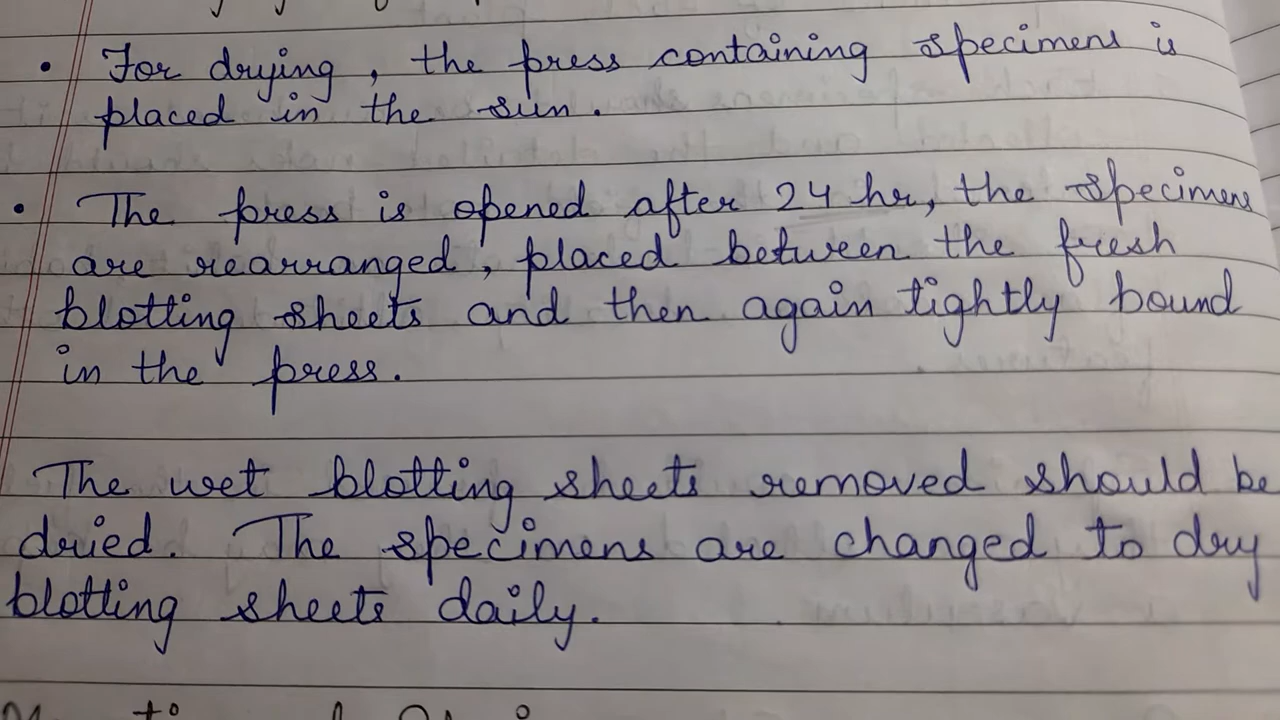 • For drying, the press containing specimens is
placed in the sun.
• The press is opened after 24 hr, the specimens
are rearranged, placed between the fresh
blotting sheets and then again tightly bound
in the press.
The wet blotting sheets removed should be
dried. The specimens are changed to dry
blotting sheets daily.